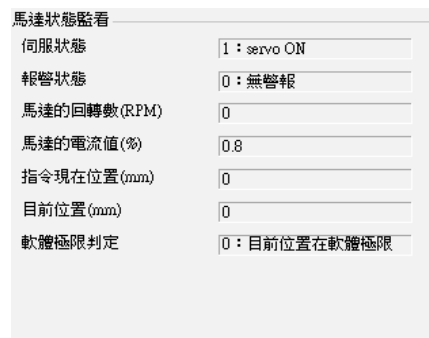 馬達狀態監看
伺服狀態 1：servo ON
報警狀態 0：無警報
馬達的回轉數(RPM) 0
馬達的電流值(%) 0.8
指令現在位置(mm) 0
目前位置(mm) 0
軟體極限判定 0：目前位置在軟體極限